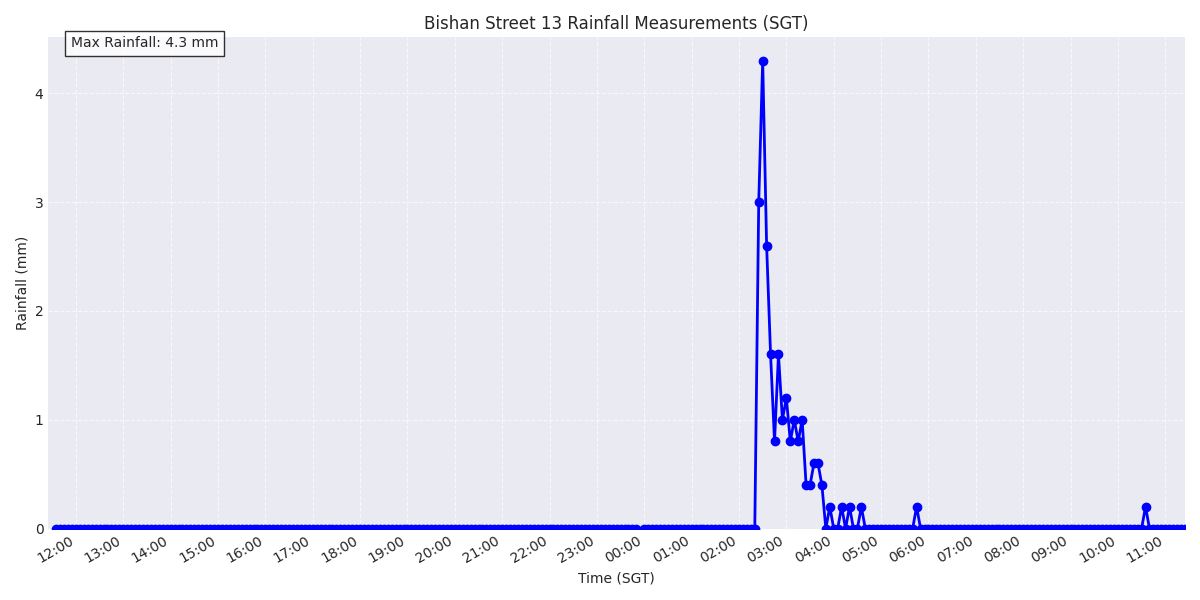 Bishan Street 13 Rainfall Measurements (SGT)
Max Rainfall: 4.3 mm
4
3
2
1
0
Rainfall (mm)
12:00 13:00 14:00 15:00 16:00 17:00 18:00 19:00 20:00 21:00 22:00 23:00 00:00 01:00 02:00 03:00 04:00 05:00 06:00 07:00 08:00 09:00 10:00 11:00
Time (SGT)